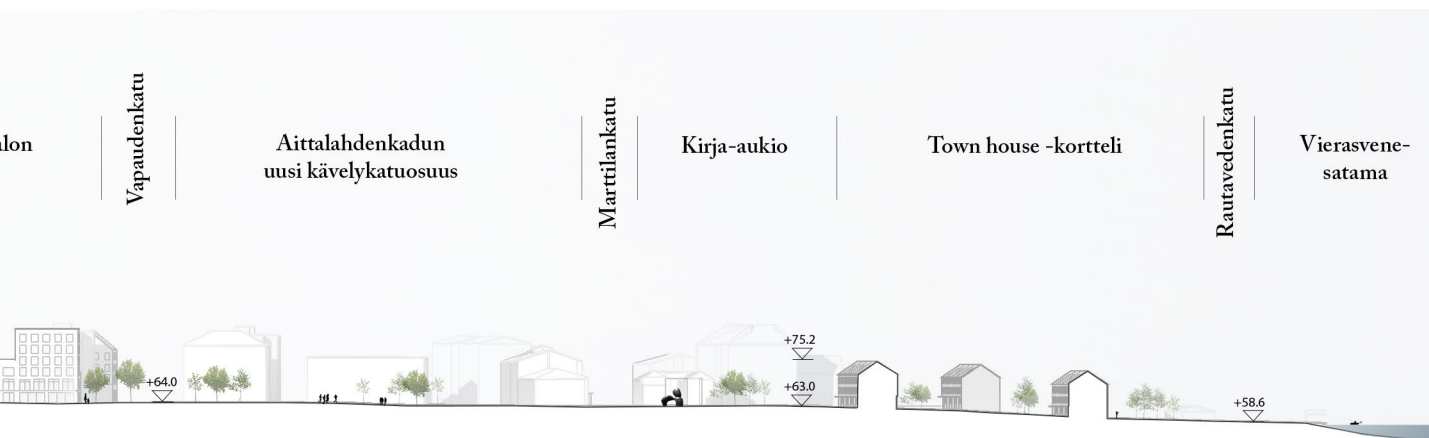 alon
Vapaudenkatu
Aittalahdenkadun
uusi kävelykatuosuus
Marttilankatu
Kirja-aukio
Town house -kortteli
Rautavedenkatu
Vierasvene-
satama
+64.0
+75.2
+63.0
+58.6